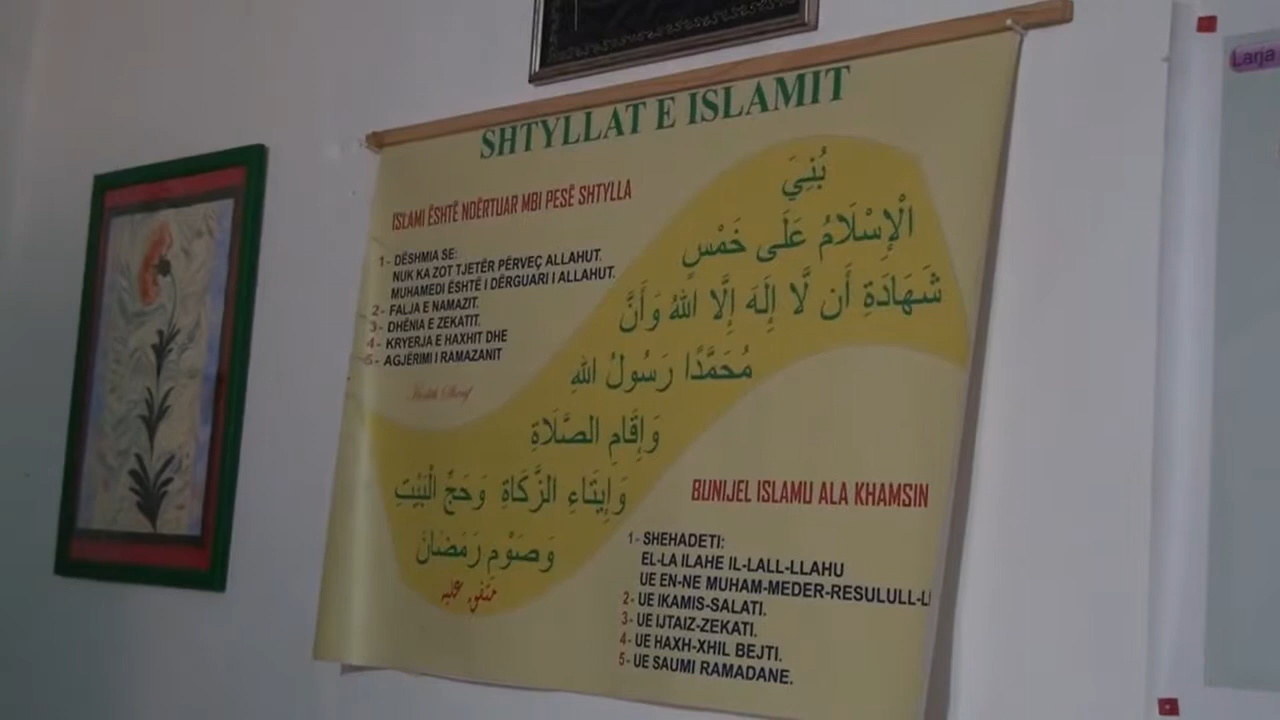 SHTYLLAT E ISLAMIT
ISLAMI ËSHTË NDËRTUAR MBI PESË SHTYLLA
1- DËSHMIA SE:
NUK KA ZOT TJETËR PËRVEÇ ALLAHUT.
MUHAMEDI ËSHTË I DËRGUARI I ALLAHUT.
2- FALJA E NAMAZIT.
3- DHËNIA E ZEKATIT.
4- KRYERJA E HAXHIT DHE
5- AGJËRIMI I RAMAZANIT
بُنِيَ
الْإِسْلَامُ عَلَى خَمْسٍ
شَهَادَةِ أَن لَّا إِلَهَ إِلَّا اللهُ وَأَنَّ
مُحَمَّدًا رَسُولُ اللهِ
وَإِقَامِ الصَّلَاةِ
وَإِيتَاءِ الزَّكَاةِ وَحَجِّ الْبَيْتِ
وَصَوْمِ رَمَضَانَ
متفق عليه
BUNIJEL ISLAMU ALA KHAMSIN
1- SHEHADETI:
EL-LA ILAHE IL-LALL-LLAHU
UE EN-NE MUHAM-MEDER-RESULULL-L
2- UE IKAMIS-SALATI.
3- UE IJTAIZ-ZEKATI.
4- UE HAXH-XHIL BEJTI.
5- UE SAUMI RAMADANE.
Larja